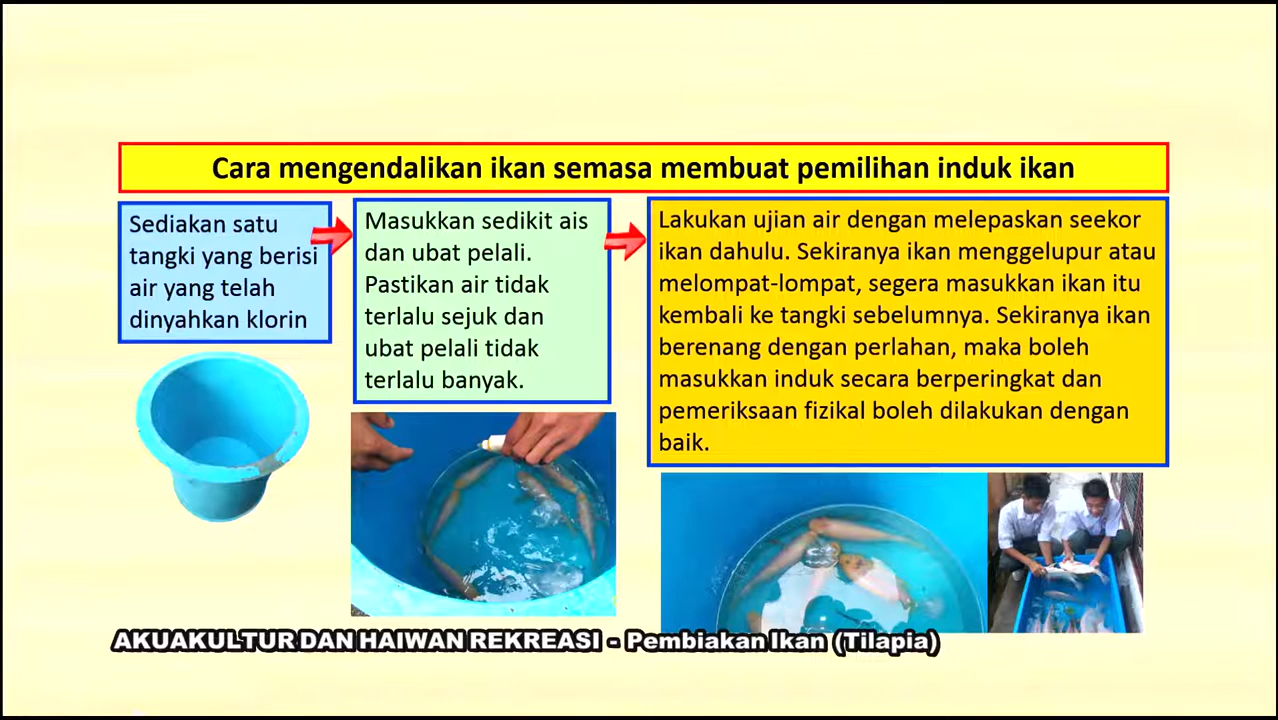 Cara mengendalikan ikan semasa membuat pemilihan induk ikan
Sediakan satu
tangki yang berisi
air yang telah
dinyahkan klorin
Masukkan sedikit ais
dan ubat pelali.
Pastikan air tidak
terlalu sejuk dan
ubat pelali tidak
terlalu banyak.
Lakukan ujian air dengan melepaskan seekor
ikan dahulu. Sekiranya ikan menggelupur atau
melompat-lompat, segera masukkan ikan itu
kembali ke tangki sebelumnya. Sekiranya ikan
berenang dengan perlahan, maka boleh
masukkan induk secara berperingkat dan
pemeriksaan fizikal boleh dilakukan dengan
baik.
AKUAKULTUR DAN HAIWAN REKREASI - Pembiakan Ikan (Tilapia)